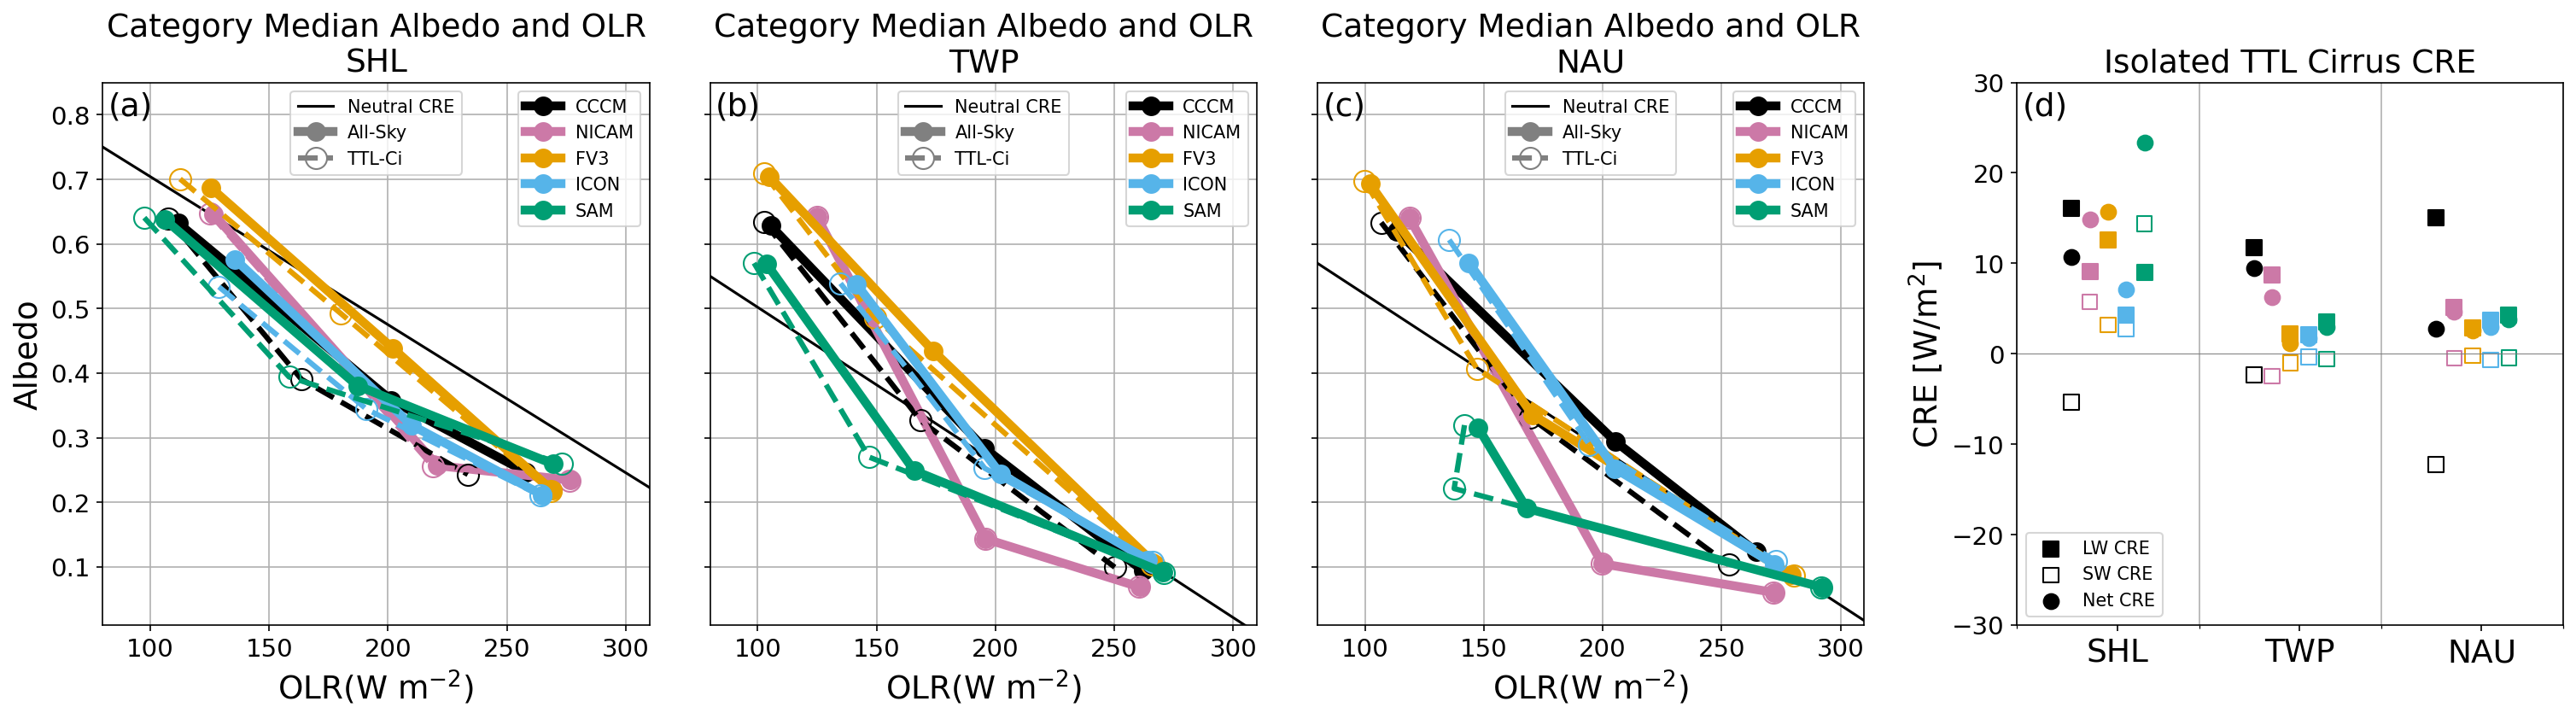 Category Median Albedo and OLR
SHL
(a)
Neutral CRE
All-Sky
TTL-Ci
CCCM
NICAM
FV3
ICON
SAM
0.8
0.7
0.6
0.5
0.4
0.3
0.2
0.1
Albedo
100 150 200 250 300
OLR(W m⁻²)
Category Median Albedo and OLR
TWP
(b)
Neutral CRE
All-Sky
TTL-Ci
CCCM
NICAM
FV3
ICON
SAM
100 150 200 250 300
OLR(W m⁻²)
Category Median Albedo and OLR
NAU
(c)
Neutral CRE
All-Sky
TTL-Ci
CCCM
NICAM
FV3
ICON
SAM
100 150 200 250 300
OLR(W m⁻²)
Isolated TTL Cirrus CRE
(d)
30
20
10
0
−10
−20
−30
CRE [W/m²]
LW CRE
SW CRE
Net CRE
SHL TWP NAU